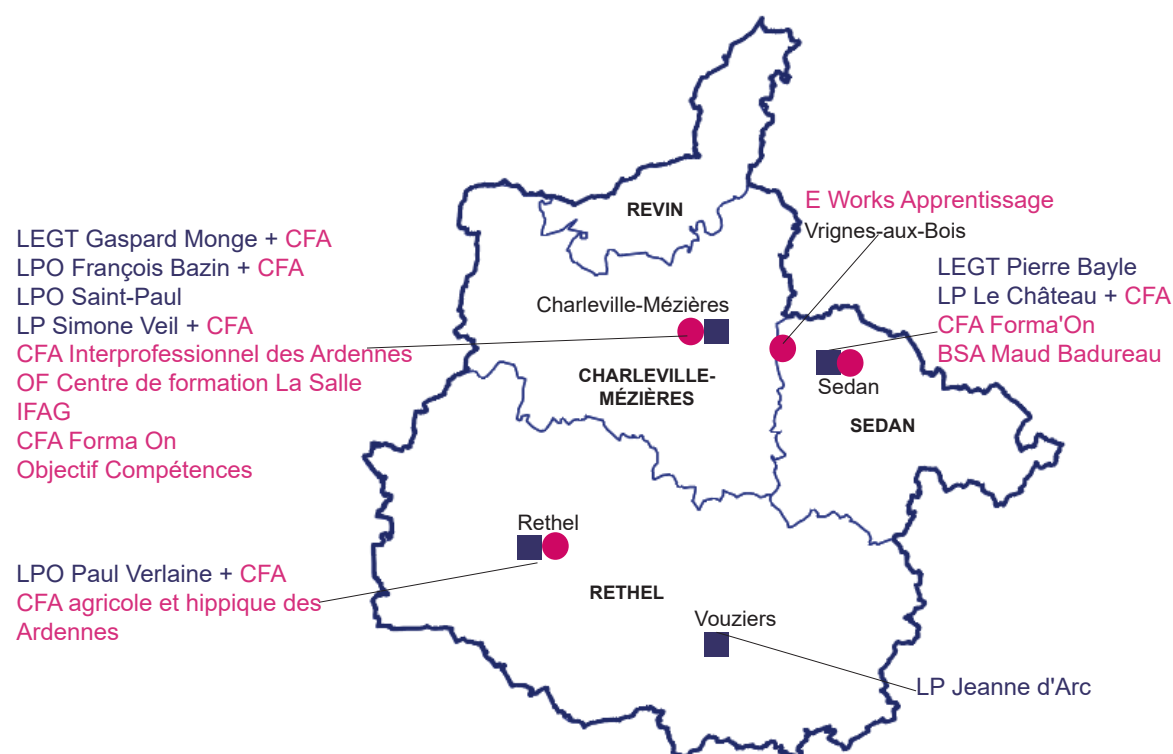 REVIN
E Works Apprentissage
Vrignes-aux-Bois
LEGT Gaspard Monge + CFA
LPO François Bazin + CFA
LPO Saint-Paul
LP Simone Veil + CFA
CFA Interprofessionnel des Ardennes
OF Centre de formation La Salle
IFAG
CFA Forma On
Objectif Compétences
Charleville-Mézières
CHARLEVILLE-
MÉZIÈRES
LEGT Pierre Bayle
LP Le Château + CFA
CFA Forma'On
BSA Maud Badureau
Sedan
SEDAN
Rethel
LPO Paul Verlaine + CFA
CFA agricole et hippique des
Ardennes
RETHEL
Vouziers
LP Jeanne d'Arc